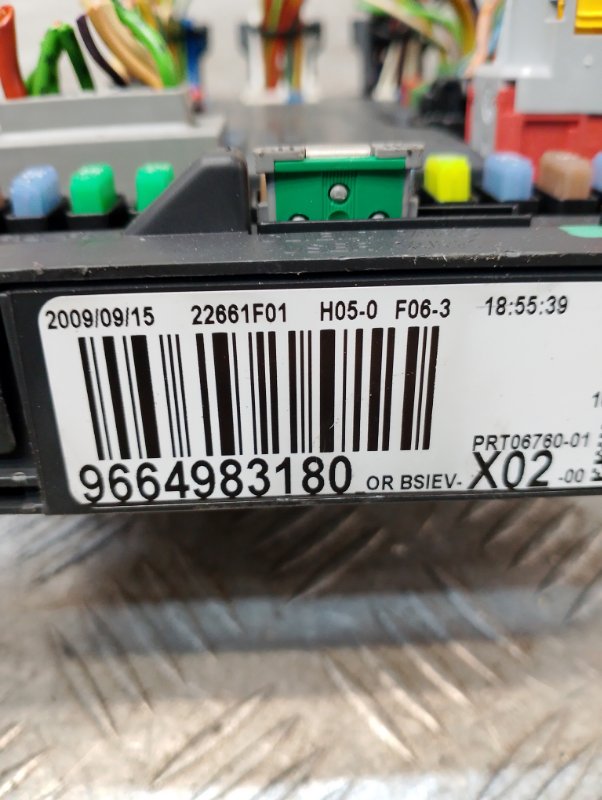 2009/09/15 22661F01 H05-0 F06-3 18:55:39
PRT06760-01
9664983180 OR BSIEV- X02 -00